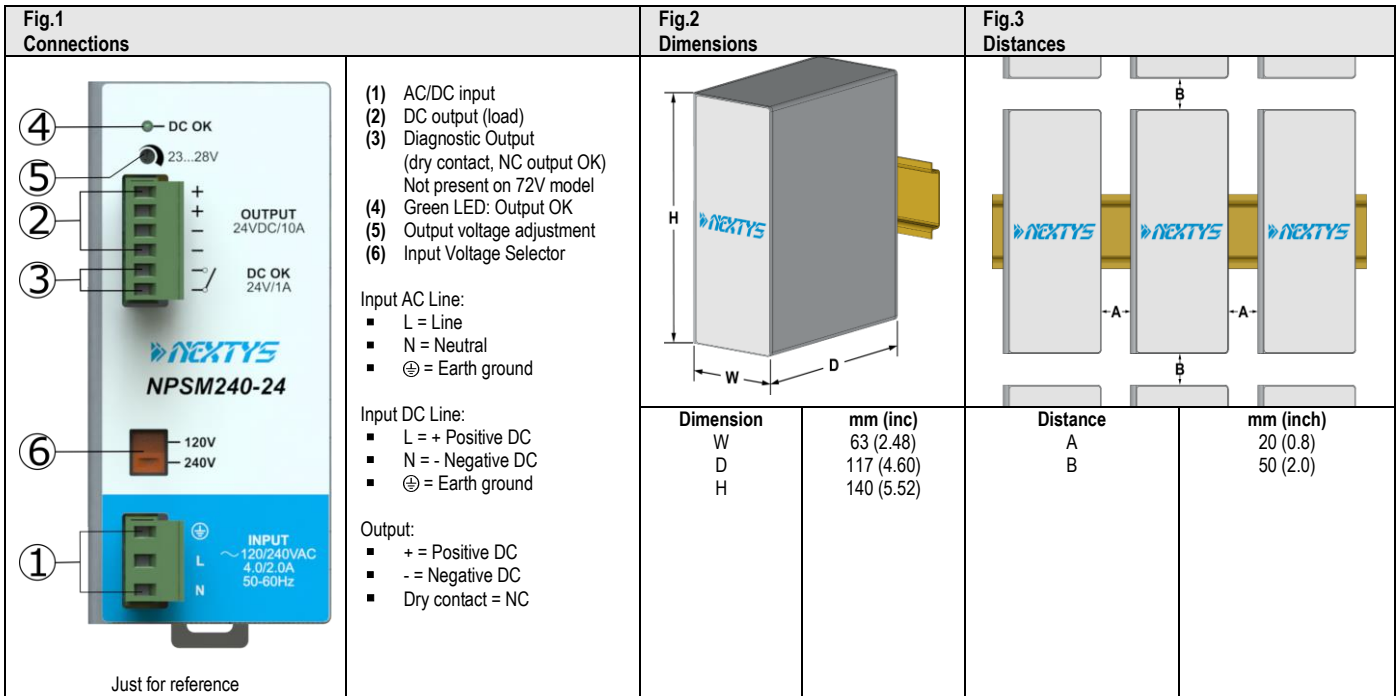 Fig.1
Connections
Fig.2
Dimensions
Fig.3
Distances
4
DC OK
5
23...28V
2
+
+
−
−
OUTPUT
24VDC/10A
3
DC OK
24V/1A
NEXTYS
NPSM240-24
6
120V
240V
1
INPUT
～120/240VAC
4.0/2.0A
50-60Hz
L
N
Just for reference
(1) AC/DC input
(2) DC output (load)
(3) Diagnostic Output
(dry contact, NC output OK)
Not present on 72V model
(4) Green LED: Output OK
(5) Output voltage adjustment
(6) Input Voltage Selector
Input AC Line:
▪ L = Line
▪ N = Neutral
▪ ⏚ = Earth ground
Input DC Line:
▪ L = + Positive DC
▪ N = - Negative DC
▪ ⏚ = Earth ground
Output:
▪ + = Positive DC
▪ - = Negative DC
▪ Dry contact = NC
H
NEXTYS
W
D
Dimension mm (inc)
W 63 (2.48)
D 117 (4.60)
H 140 (5.52)
B
NEXTYS NEXTYS NEXTYS
A A
B
Distance mm (inch)
A 20 (0.8)
B 50 (2.0)